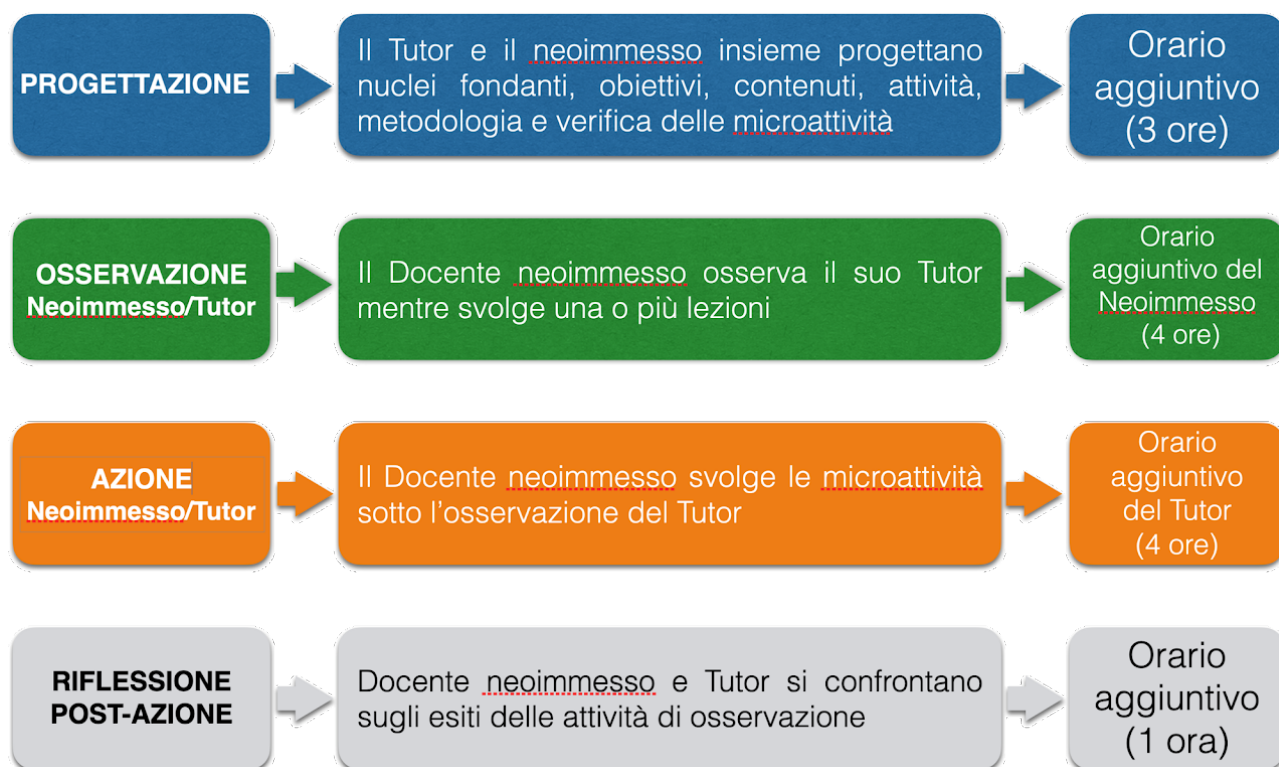 PROGETTAZIONE
Il Tutor e il neoimmesso insieme progettano
nuclei fondanti, obiettivi, contenuti, attività,
metodologia e verifica delle microattività
Orario
aggiuntivo
(3 ore)
OSSERVAZIONE
Neoimmesso/Tutor
Il Docente neoimmesso osserva il suo Tutor
mentre svolge una o più lezioni
Orario
aggiuntivo del
Neoimmesso
(4 ore)
AZIONE
Neoimmesso/Tutor
Il Docente neoimmesso svolge le microattività
sotto l'osservazione del Tutor
Orario
aggiuntivo
del Tutor
(4 ore)
RIFLESSIONE
POST-AZIONE
Docente neoimmesso e Tutor si confrontano
sugli esiti delle attività di osservazione
Orario
aggiuntivo
(1 ora)